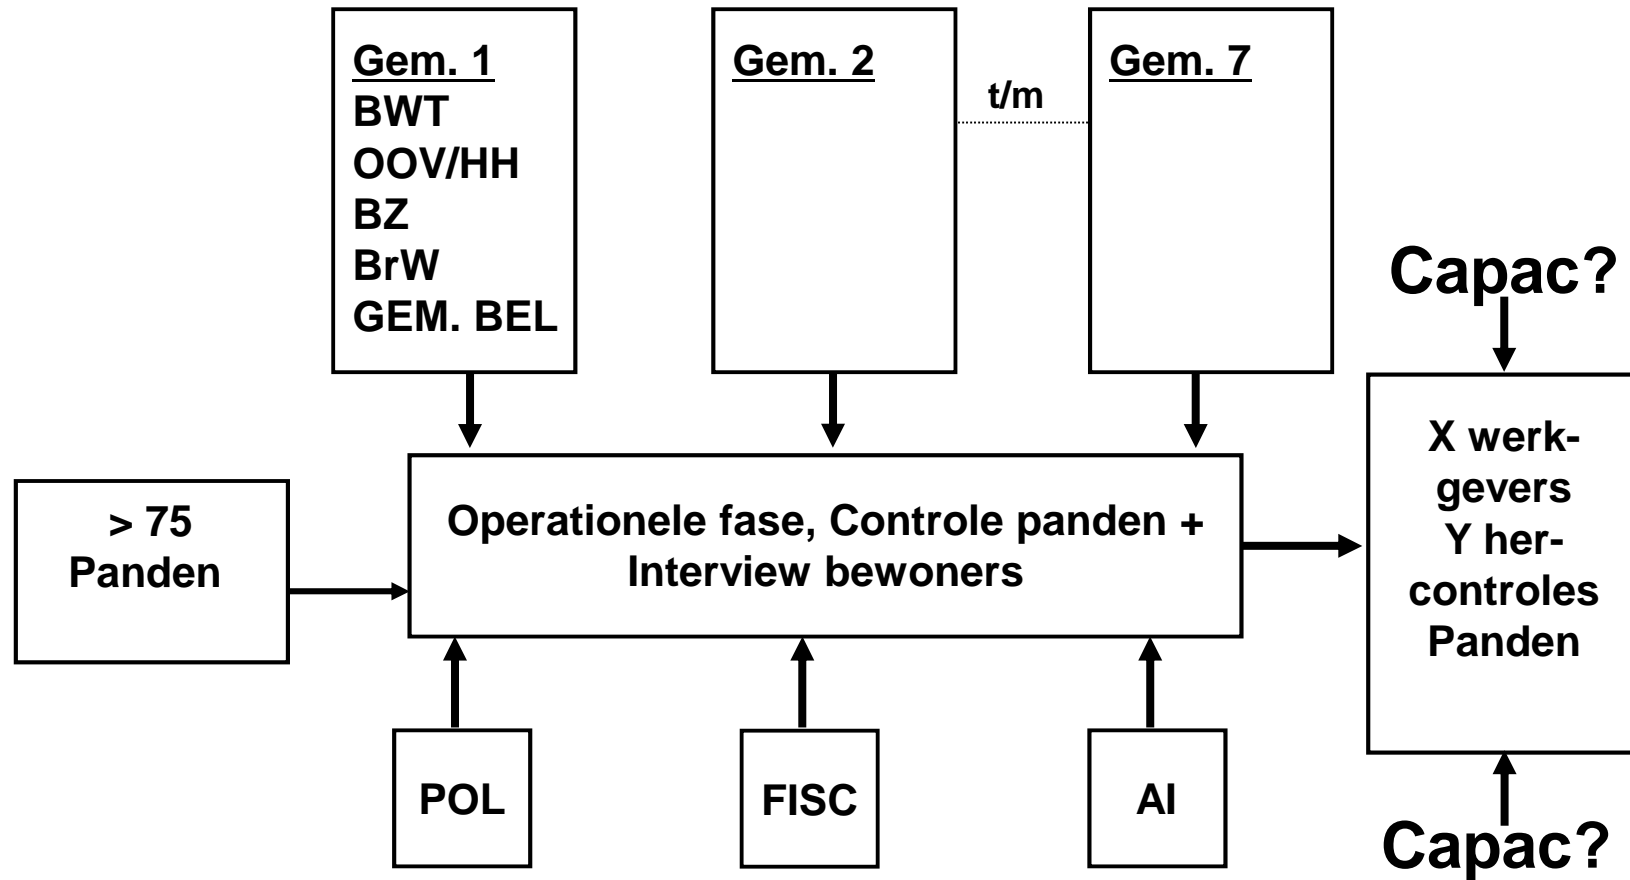 Gem. 1
BWT
OOV/HH
BZ
BrW
GEM. BEL
Gem. 2
t/m
Gem. 7
Capac?
> 75
Panden
Operationele fase, Controle panden +
Interview bewoners
X werk-
gevers
Y her-
controles
Panden
POL
FISC
AI
Capac?